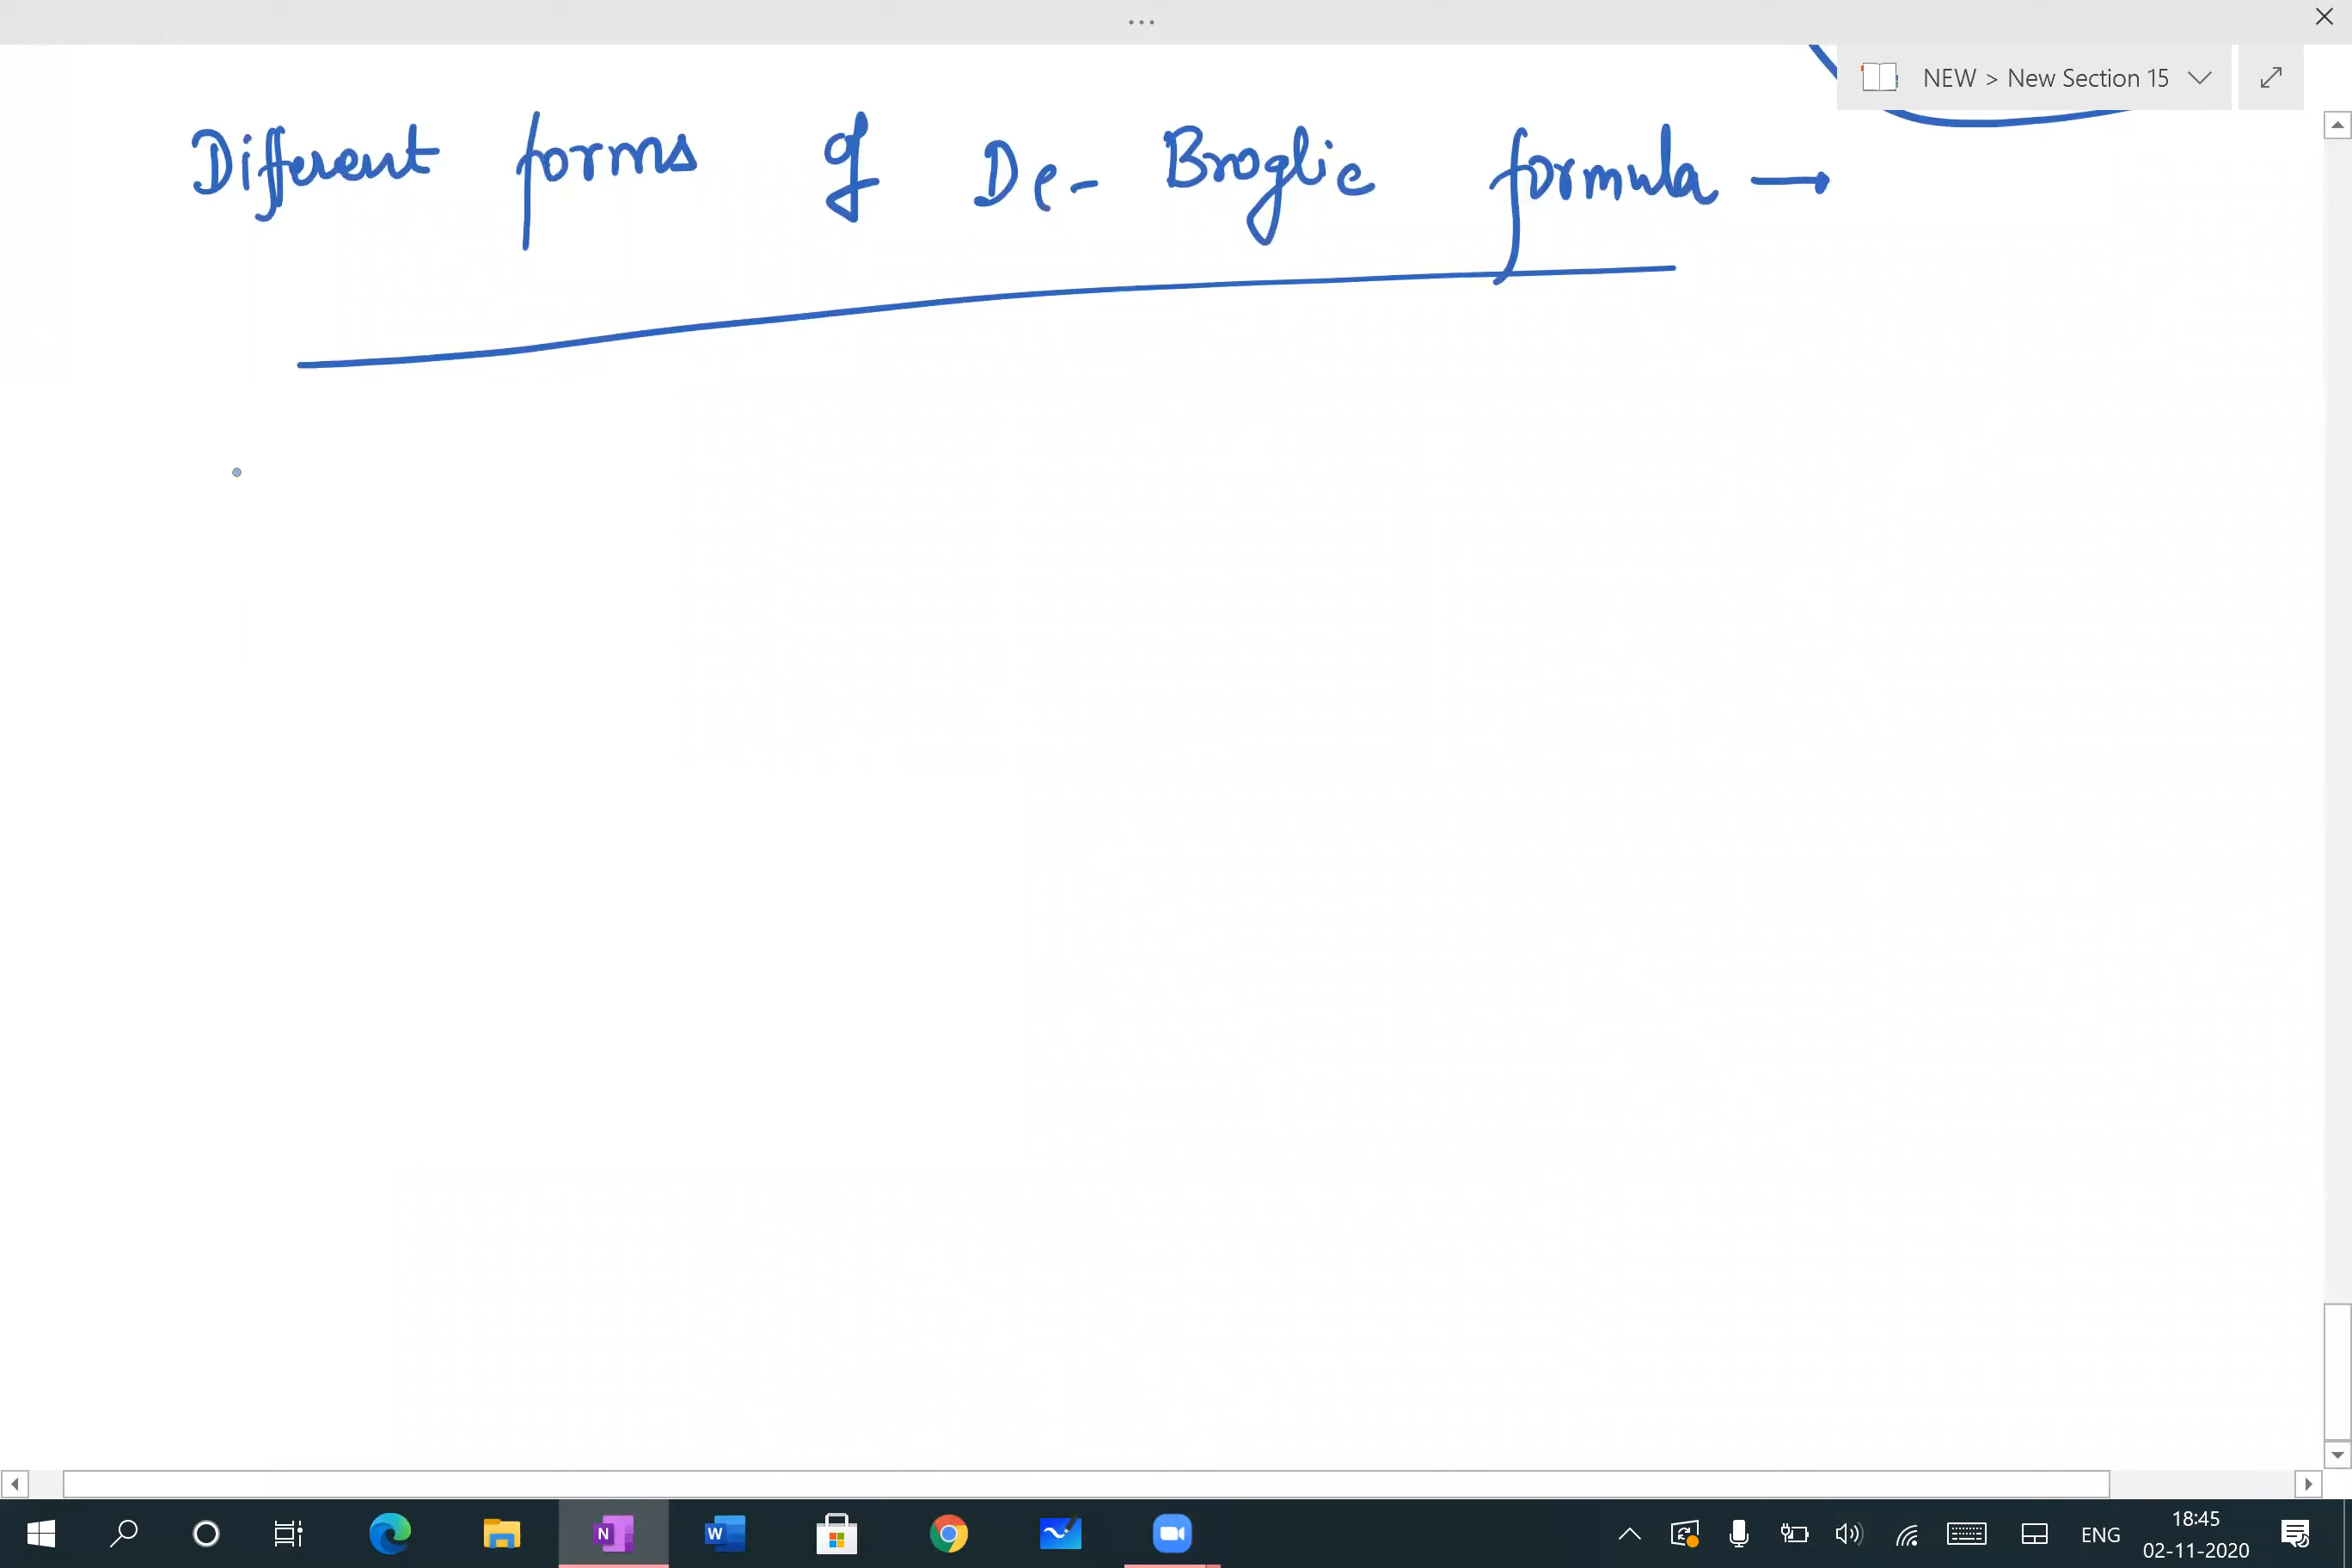 NEW > New Section 15
Different forms of De-Broglie formula →
ENG
18:45
02-11-2020